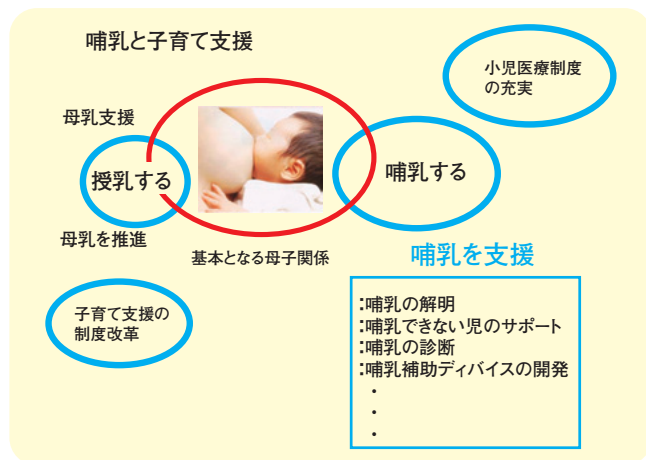 哺乳と子育て支援
小児医療制度
の充実
母乳支援
授乳する
哺乳する
母乳を推進
基本となる母子関係
哺乳を支援
子育て支援の
制度改革
：哺乳の解明
：哺乳できない児のサポート
：哺乳の診断
：哺乳補助ディバイスの開発
・
・
・